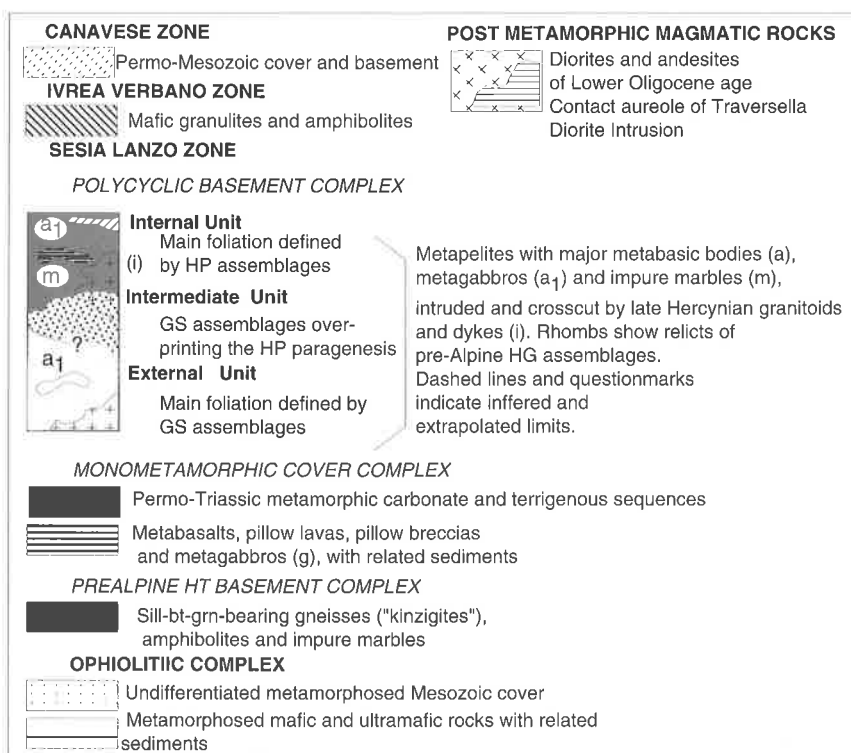 CANAVESE ZONE
Permo-Mesozoic cover and basement
IVREA VERBANO ZONE
Mafic granulites and amphibolites
SESIA LANZO ZONE
POST METAMORPHIC MAGMATIC ROCKS
Diorites and andesites
of Lower Oligocene age
Contact aureole of Traversella
Diorite Intrusion
POLYCYCLIC BASEMENT COMPLEX
a1
m
(i)
?
a1
Internal Unit
Main foliation defined
by HP assemblages
Intermediate Unit
GS assemblages over-
printing the HP paragenesis
External Unit
Main foliation defined by
GS assemblages
Metapelites with major metabasic bodies (a),
metagabbros (a1) and impure marbles (m),
intruded and crosscut by late Hercynian granitoids
and dykes (i). Rhombs show relicts of
pre-Alpine HG assemblages.
Dashed lines and questionmarks
indicate inffered and
extrapolated limits.
MONOMETAMORPHIC COVER COMPLEX
Permo-Triassic metamorphic carbonate and terrigenous sequences
Metabasalts, pillow lavas, pillow breccias
and metagabbros (g), with related sediments
PREALPINE HT BASEMENT COMPLEX
Sill-bt-grn-bearing gneisses ("kinzigites"),
amphibolites and impure marbles
OPHIOLITIIC COMPLEX
Undifferentiated metamorphosed Mesozoic cover
Metamorphosed mafic and ultramafic rocks with related
sediments